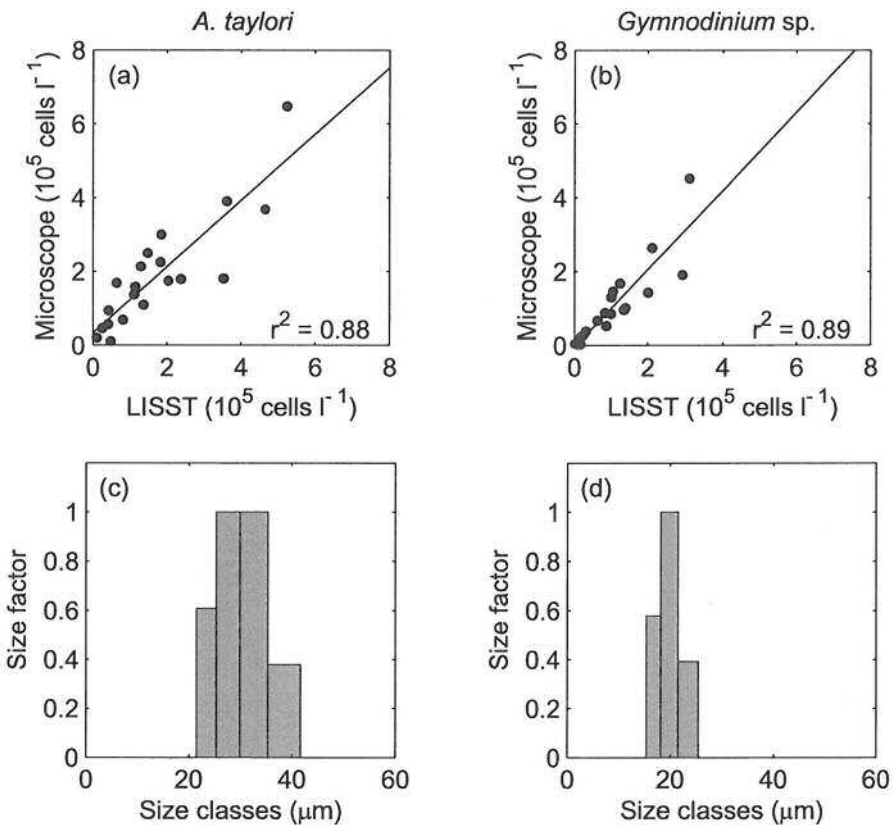 A. taylori
Gymnodinium sp.
(a)
8
6
4
2
0
Microscope (10⁵ cells l⁻¹)
r² = 0.88
0 2 4 6 8
LISST (10⁵ cells l⁻¹)
(b)
8
6
4
2
0
Microscope (10⁵ cells l⁻¹)
r² = 0.89
0 2 4 6 8
LISST (10⁵ cells l⁻¹)
(c)
1
0.8
0.6
0.4
0.2
0
Size factor
0 20 40 60
Size classes (μm)
(d)
1
0.8
0.6
0.4
0.2
0
Size factor
0 20 40 60
Size classes (μm)